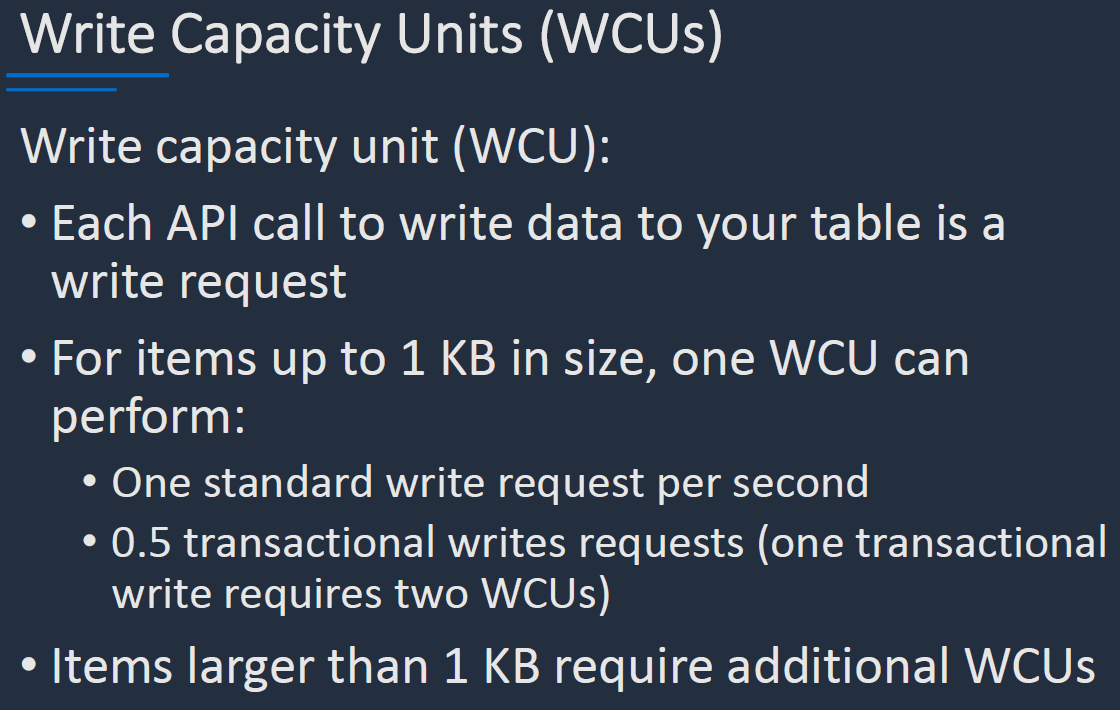 Write Capacity Units (WCUs)
Write capacity unit (WCU):
• Each API call to write data to your table is a
write request
• For items up to 1 KB in size, one WCU can
perform:
• One standard write request per second
• 0.5 transactional writes requests (one transactional
write requires two WCUs)
• Items larger than 1 KB require additional WCUs